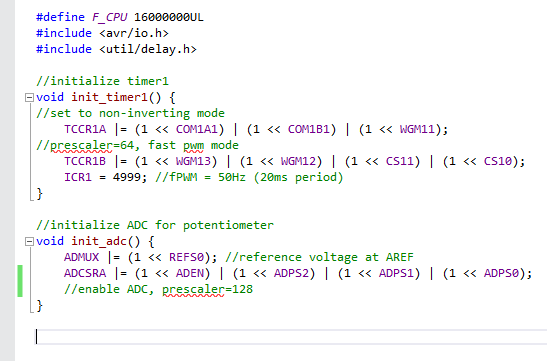 #define F_CPU 16000000UL
#include <avr/io.h>
#include <util/delay.h>

//initialize timer1
void init_timer1() {
//set to non-inverting mode
    TCCR1A |= (1 << COM1A1) | (1 << COM1B1) | (1 << WGM11);
//prescaler=64, fast pwm mode
    TCCR1B |= (1 << WGM13) | (1 << WGM12) | (1 << CS11) | (1 << CS10);
    ICR1 = 4999; //fPWM = 50Hz (20ms period)
}

//initialize ADC for potentiometer
void init_adc() {
    ADMUX |= (1 << REFS0); //reference voltage at AREF
    ADCSRA |= (1 << ADEN) | (1 << ADPS2) | (1 << ADPS1) | (1 << ADPS0);
    //enable ADC, prescaler=128
}